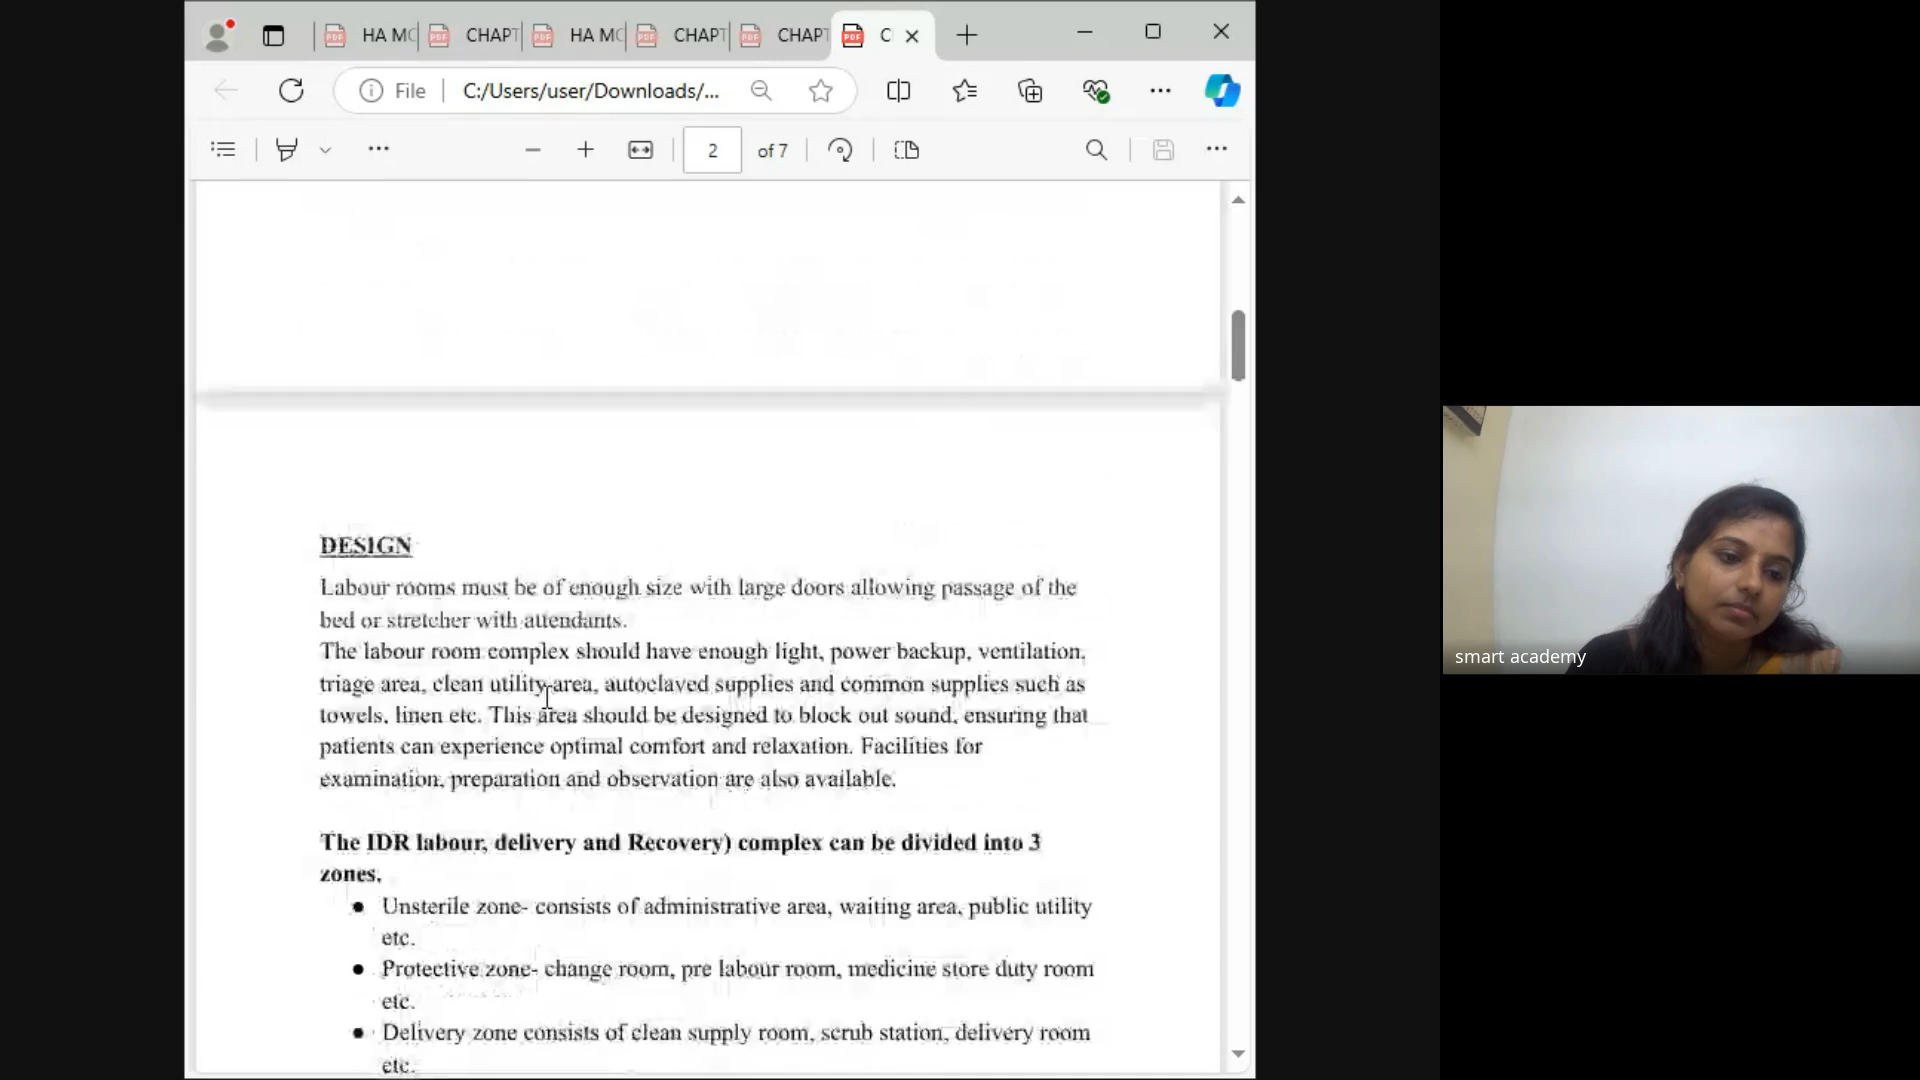 HA MC
CHAPT
HA MC
CHAPT
CHAPT
C
File
C:/Users/user/Downloads/...
2 of 7
DESIGN
Labour rooms must be of enough size with large doors allowing passage of the
bed or stretcher with attendants.
The labour room complex should have enough light, power backup, ventilation,
triage area, clean utility area, autoclaved supplies and common supplies such as
towels, linen etc. This area should be designed to block out sound, ensuring that
patients can experience optimal comfort and relaxation. Facilities for
examination, preparation and observation are also available.
The IDR labour, delivery and Recovery) complex can be divided into 3
zones.
● Unsterile zone- consists of administrative area, waiting area, public utility
etc.
● Protective zone- change room, pre labour room, medicine store duty room
etc.
● Delivery zone consists of clean supply room, scrub station, delivery room
etc.
smart academy